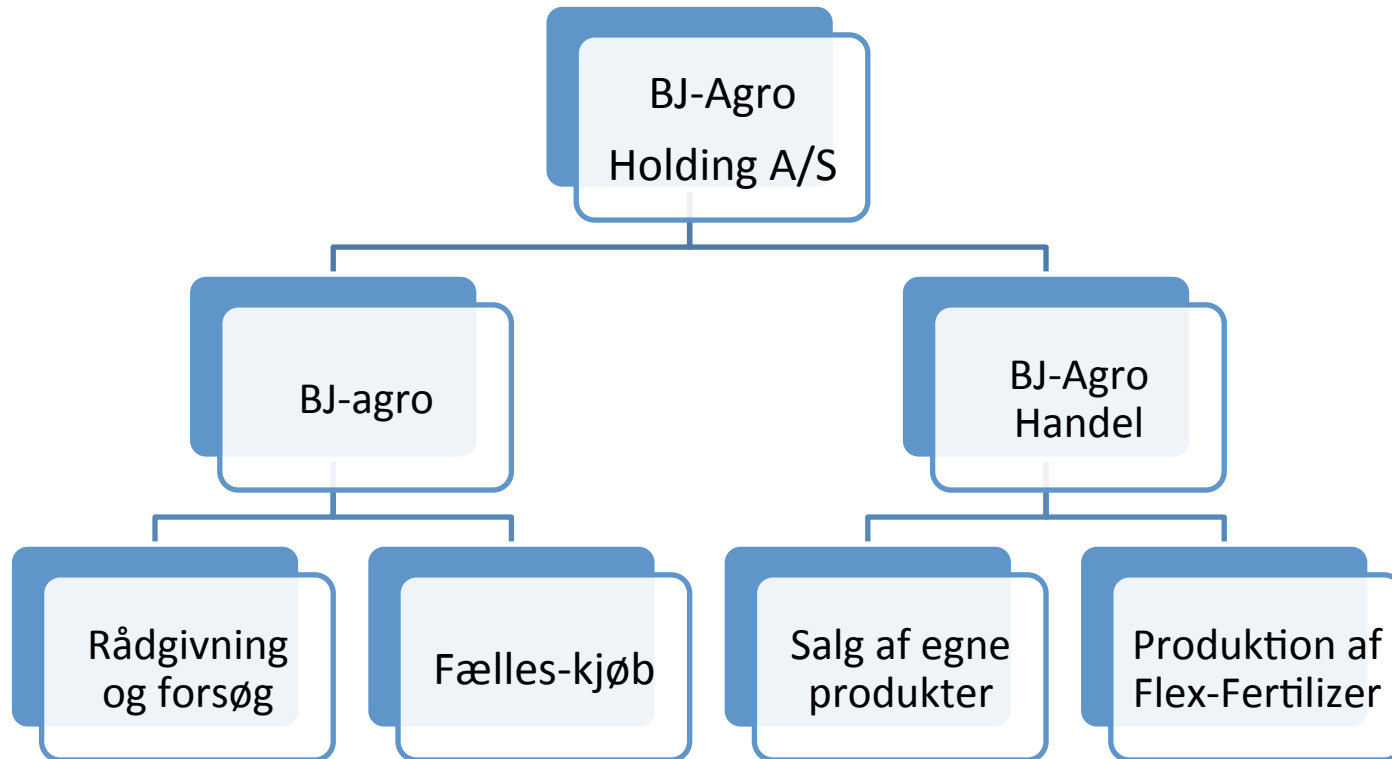 BJ-Agro
Holding A/S
BJ-agro
BJ-Agro
Handel
Rådgivning
og forsøg
Fælles-kjøb
Salg af egne
produkter
Produktion af
Flex-Fertilizer